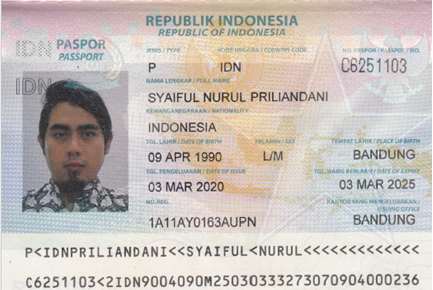 REPUBLIK INDONESIA
REPUBLIC OF INDONESIA
IDN PASPOR
PASSPORT
IDN
JENIS / TYPE KODE NEGARA / COUNTRY CODE NO. PASPOR / PASSPORT NO.
P IDN C6251103
NAMA LENGKAP / FULL NAME
SYAIFUL NURUL PRILIANDANI
KEWARGANEGARAAN / NATIONALITY
INDONESIA
TGL. LAHIR / DATE OF BIRTH KELAMIN / SEX TEMPAT LAHIR / PLACE OF BIRTH
09 APR 1990 L/M BANDUNG
TGL. PENGELUARAN / DATE OF ISSUE TGL. HABIS BERLAKU / DATE OF EXPIRY
03 MAR 2020 03 MAR 2025
NO. REG. KANTOR YANG MENGELUARKAN /
ISSUING OFFICE
1A11AY0163AUPN BANDUNG
P<IDNPRILIANDANI<<SYAIFUL<NURUL<<<<<<<<<<<<<
C6251103<2IDN9004090M25030333273070904000236